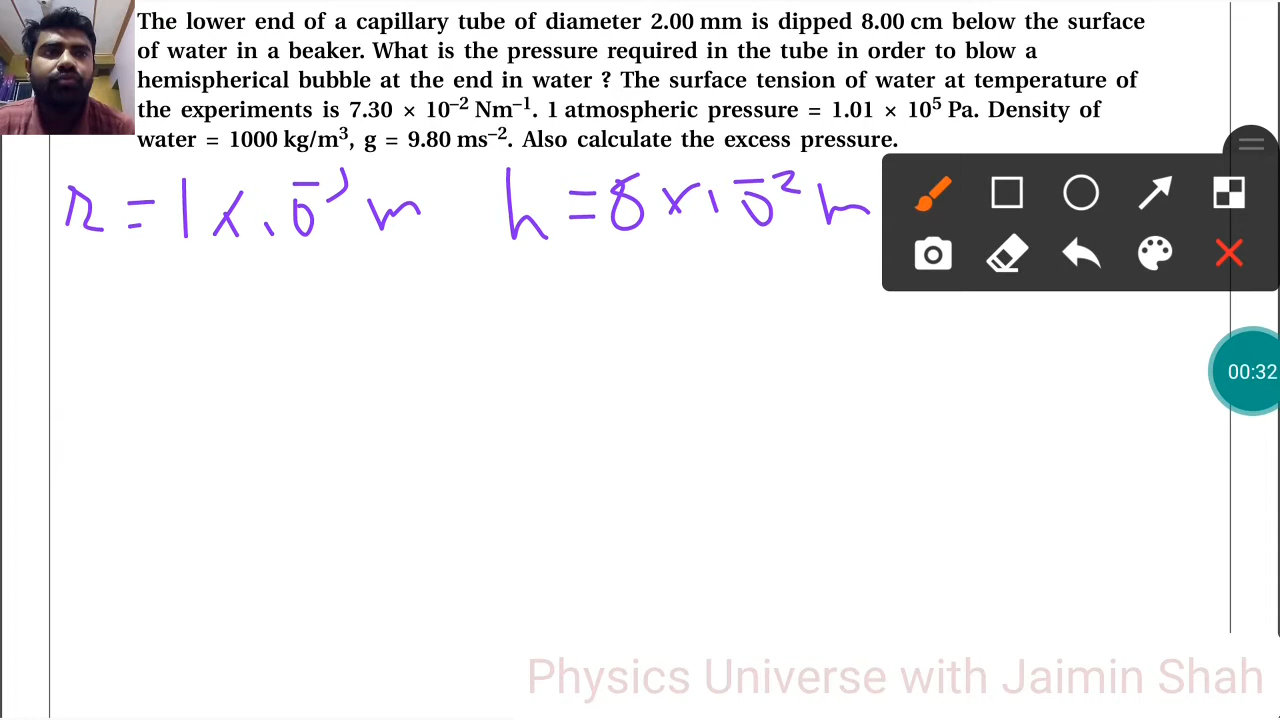 The lower end of a capillary tube of diameter 2.00 mm is dipped 8.00 cm below the surface
of water in a beaker. What is the pressure required in the tube in order to blow a
hemispherical bubble at the end in water ? The surface tension of water at temperature of
the experiments is 7.30 × 10⁻² Nm⁻¹. 1 atmospheric pressure = 1.01 × 10⁵ Pa. Density of
water = 1000 kg/m³, g = 9.80 ms⁻². Also calculate the excess pressure.
r = 1 × 10⁻³ m h = 8 × 10⁻² m
00:32
Physics Universe with Jaimin Shah